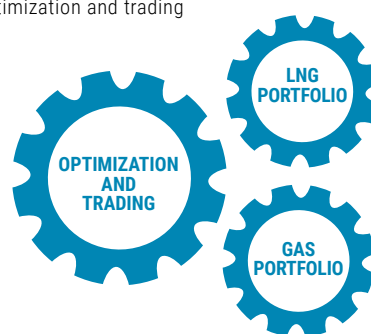 timization and trading
LNG
PORTFOLIO
OPTIMIZATION
AND
TRADING
GAS
PORTFOLIO